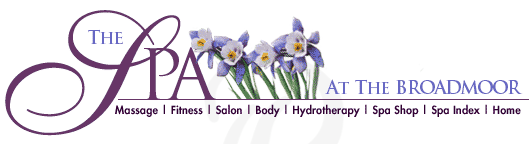 THE SPA AT THE BROADMOOR
Massage | Fitness | Salon | Body | Hydrotherapy | Spa Shop | Spa Index | Home